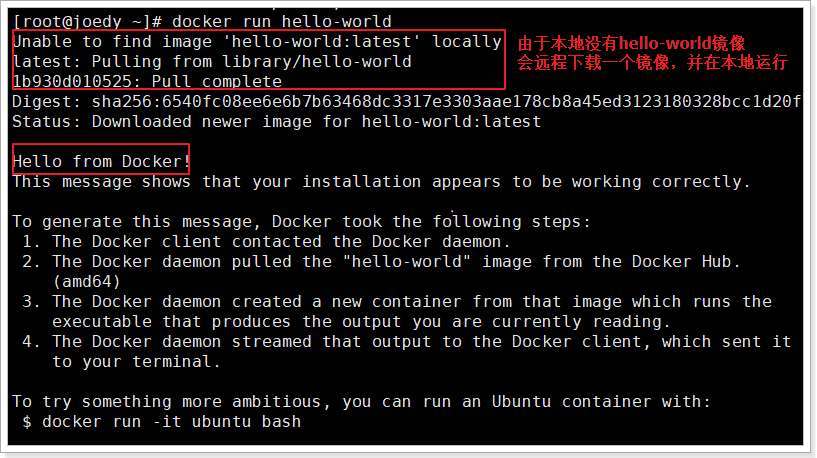 [root@joedy ~]# docker run hello-world
Unable to find image 'hello-world:latest' locally
latest: Pulling from library/hello-world
1b930d010525: Pull complete
由于本地没有hello-world镜像
会远程下载一个镜像，并在本地运行
Digest: sha256:6540fc08ee6e6b7b63468dc3317e3303aae178cb8a45ed3123180328bcc1d20f
Status: Downloaded newer image for hello-world:latest
Hello from Docker!
This message shows that your installation appears to be working correctly.
To generate this message, Docker took the following steps:
1. The Docker client contacted the Docker daemon.
2. The Docker daemon pulled the "hello-world" image from the Docker Hub.
(amd64)
3. The Docker daemon created a new container from that image which runs the
executable that produces the output you are currently reading.
4. The Docker daemon streamed that output to the Docker client, which sent it
to your terminal.
To try something more ambitious, you can run an Ubuntu container with:
$ docker run -it ubuntu bash